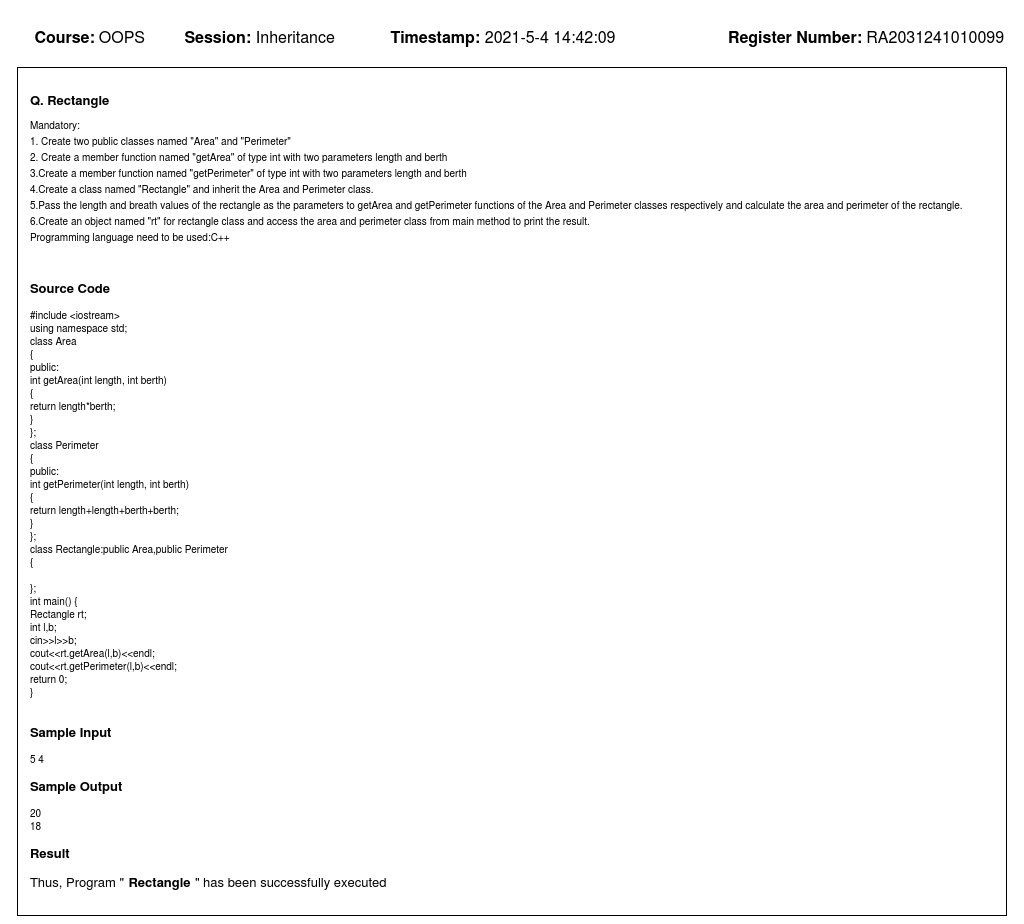 Course: OOPS Session: Inheritance Timestamp: 2021-5-4 14:42:09 Register Number: RA2031241010099
Q. Rectangle
Mandatory:
1. Create two public classes named "Area" and "Perimeter"
2. Create a member function named "getArea" of type int with two parameters length and berth
3.Create a member function named "getPerimeter" of type int with two parameters length and berth
4.Create a class named "Rectangle" and inherit the Area and Perimeter class.
5.Pass the length and breath values of the rectangle as the parameters to getArea and getPerimeter functions of the Area and Perimeter classes respectively and calculate the area and perimeter of the rectangle.
6.Create an object named "rt" for rectangle class and access the area and perimeter class from main method to print the result.
Programming language need to be used:C++
Source Code
#include <iostream>
using namespace std;
class Area
{
public:
int getArea(int length, int berth)
{
return length*berth;
}
};
class Perimeter
{
public:
int getPerimeter(int length, int berth)
{
return length+length+berth+berth;
}
};
class Rectangle:public Area,public Perimeter
{
};
int main() {
Rectangle rt;
int l,b;
cin>>l>>b;
cout<<rt.getArea(l,b)<<endl;
cout<<rt.getPerimeter(l,b)<<endl;
return 0;
}
Sample Input
5 4
Sample Output
20
18
Result
Thus, Program " Rectangle " has been successfully executed